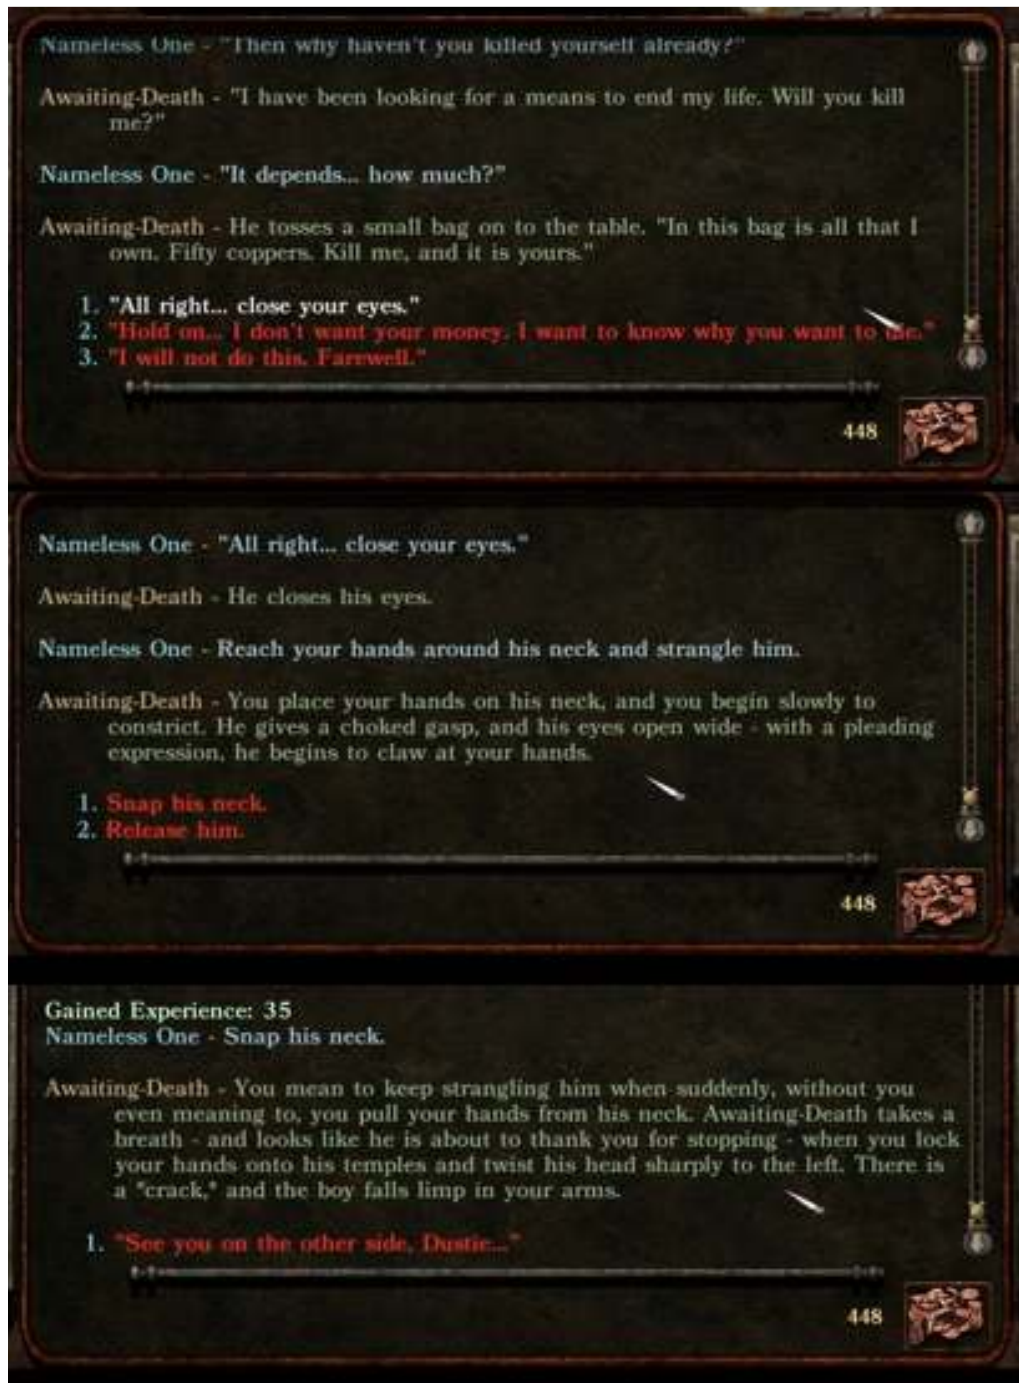 Nameless One - "Then why haven't you killed yourself already?"
Awaiting-Death - "I have been looking for a means to end my life. Will you kill
me?"
Nameless One - "It depends... how much?"
Awaiting-Death - He tosses a small bag on to the table. "In this bag is all that I
own. Fifty coppers. Kill me, and it is yours."
1. "All right... close your eyes."
2. "Hold on... I don't want your money. I want to know why you want to die."
3. "I will not do this. Farewell."
448
Nameless One - "All right... close your eyes."
Awaiting-Death - He closes his eyes.
Nameless One - Reach your hands around his neck and strangle him.
Awaiting-Death - You place your hands on his neck, and you begin slowly to
constrict. He gives a choked gasp, and his eyes open wide - with a pleading
expression, he begins to claw at your hands.
1. Snap his neck.
2. Release him.
448
Gained Experience: 35
Nameless One - Snap his neck.
Awaiting-Death - You mean to keep strangling him when suddenly, without you
even meaning to, you pull your hands from his neck. Awaiting-Death takes a
breath - and looks like he is about to thank you for stopping - when you lock
your hands onto his temples and twist his head sharply to the left. There is
a *crack,* and the boy falls limp in your arms.
1. "See you on the other side, Dustie..."
448